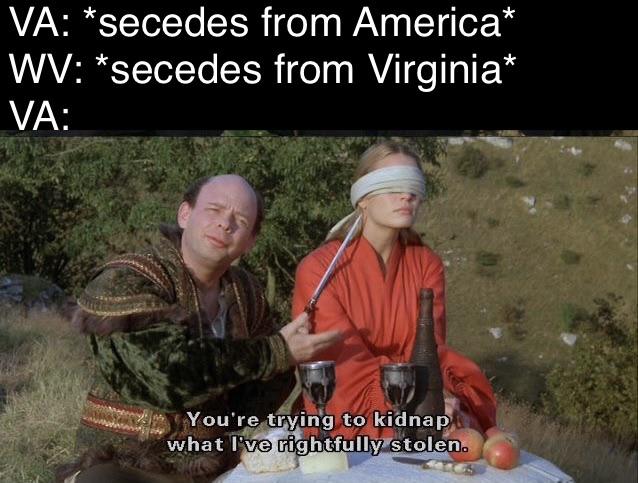 VA: *secedes from America*
WV: *secedes from Virginia*
VA:
You're trying to kidnap
what I've rightfully stolen.